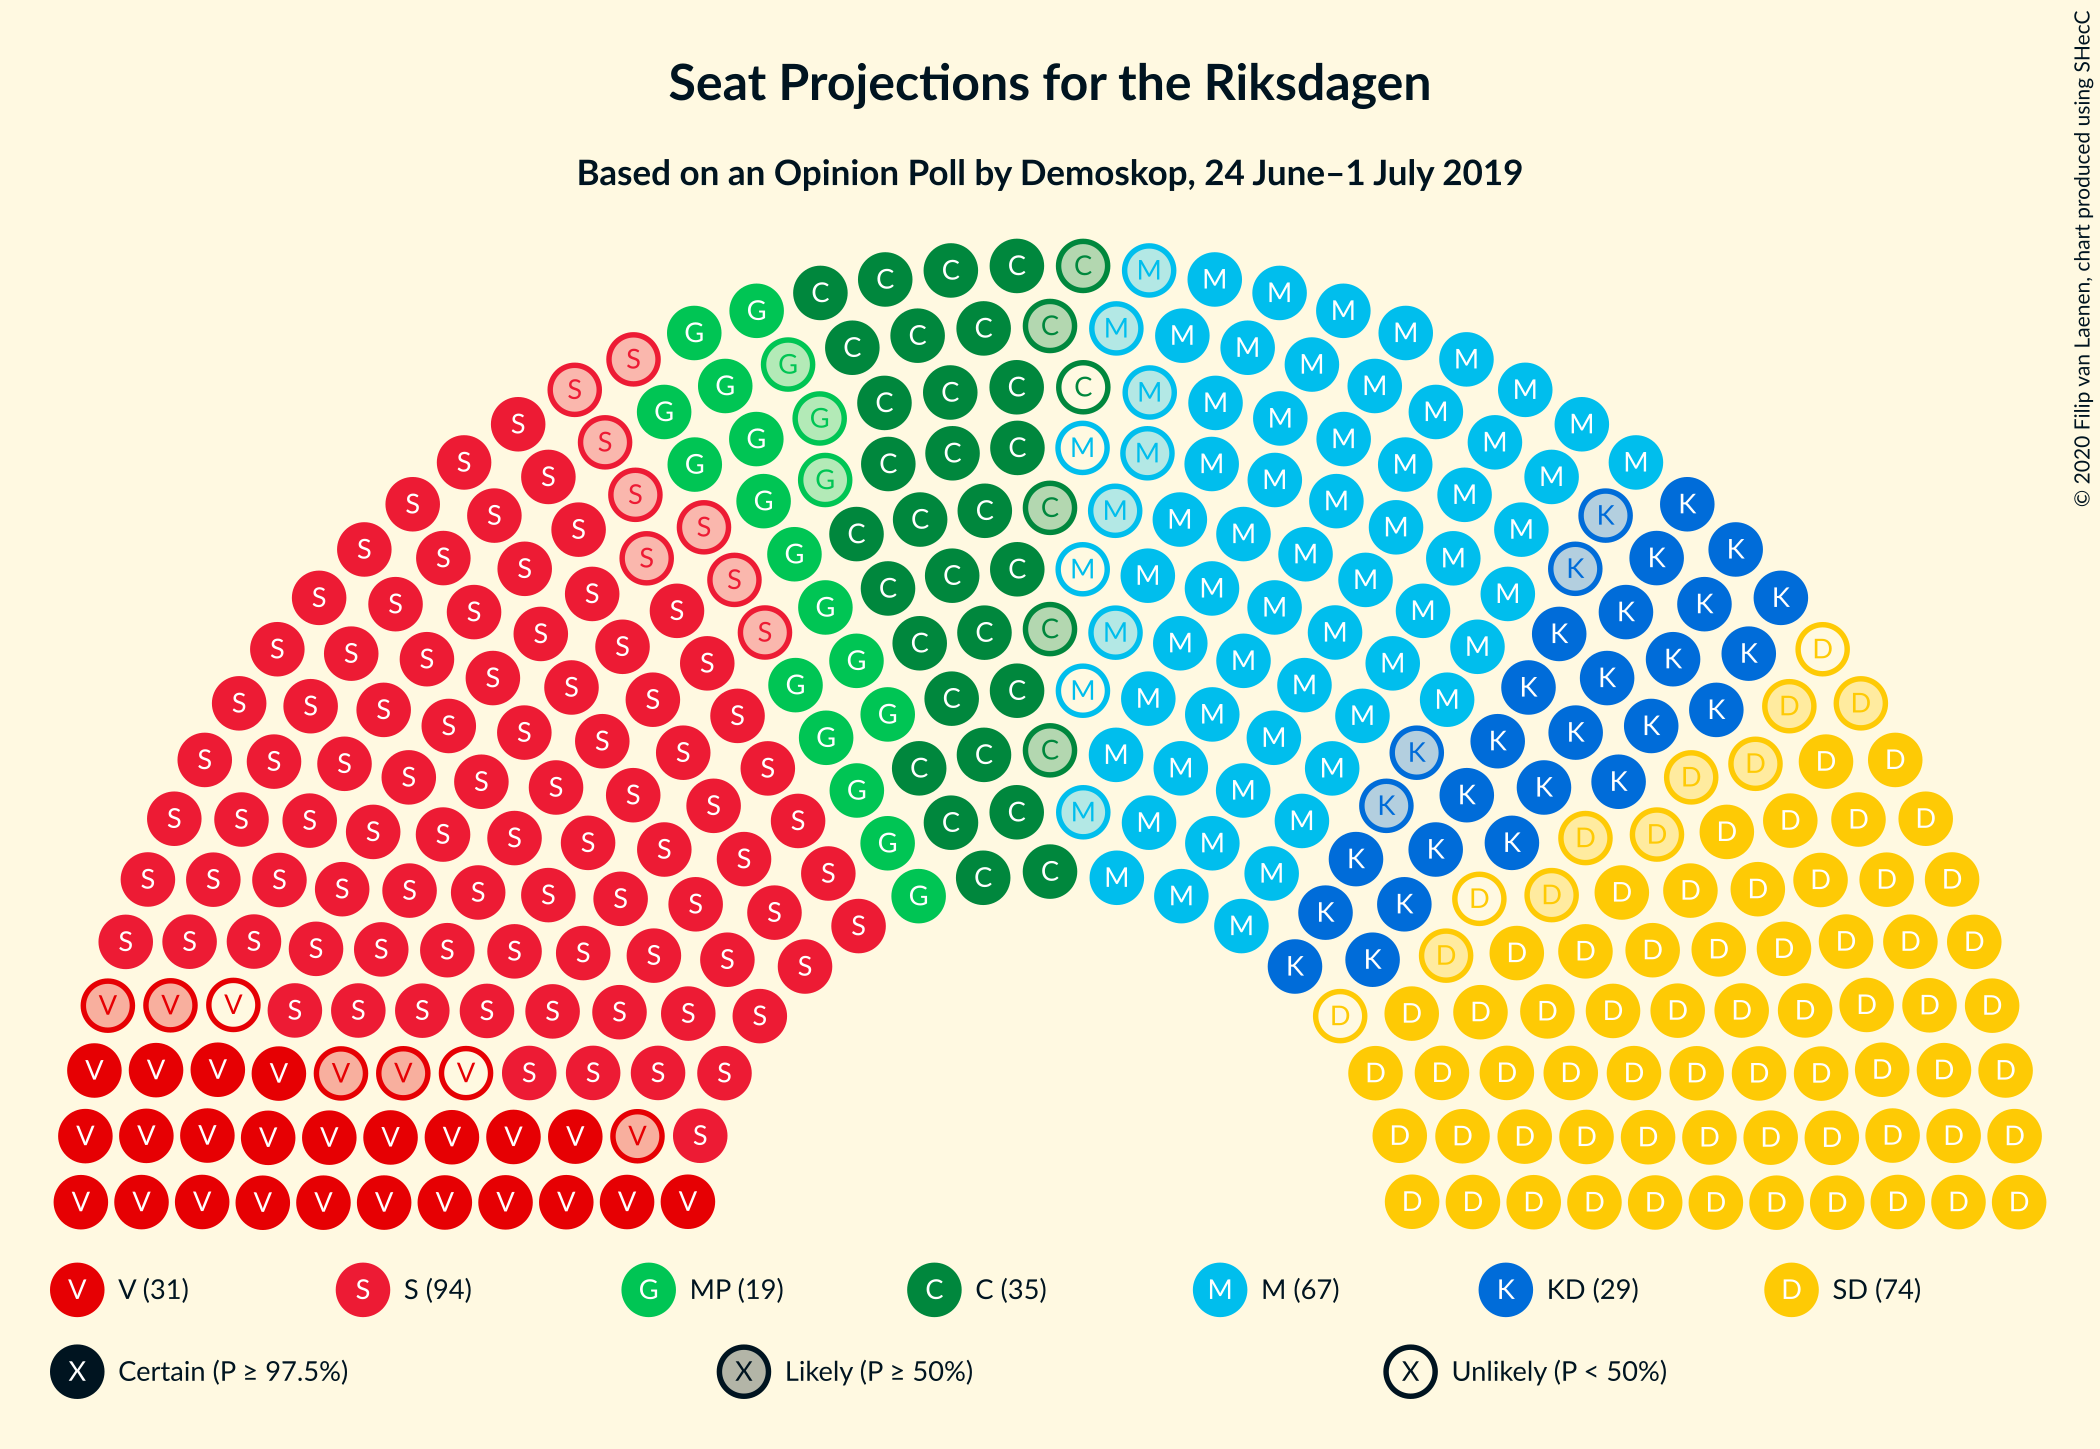 Seat Projections for the Riksdagen
Based on an Opinion Poll by Demoskop, 24 June–1 July 2019
© 2020 Filip van Laenen, chart produced using SHecC
V V (31) S S (94) G MP (19) C C (35) M M (67) K KD (29) D SD (74)
X Certain (P ≥ 97.5%) X Likely (P ≥ 50%) X Unlikely (P < 50%)